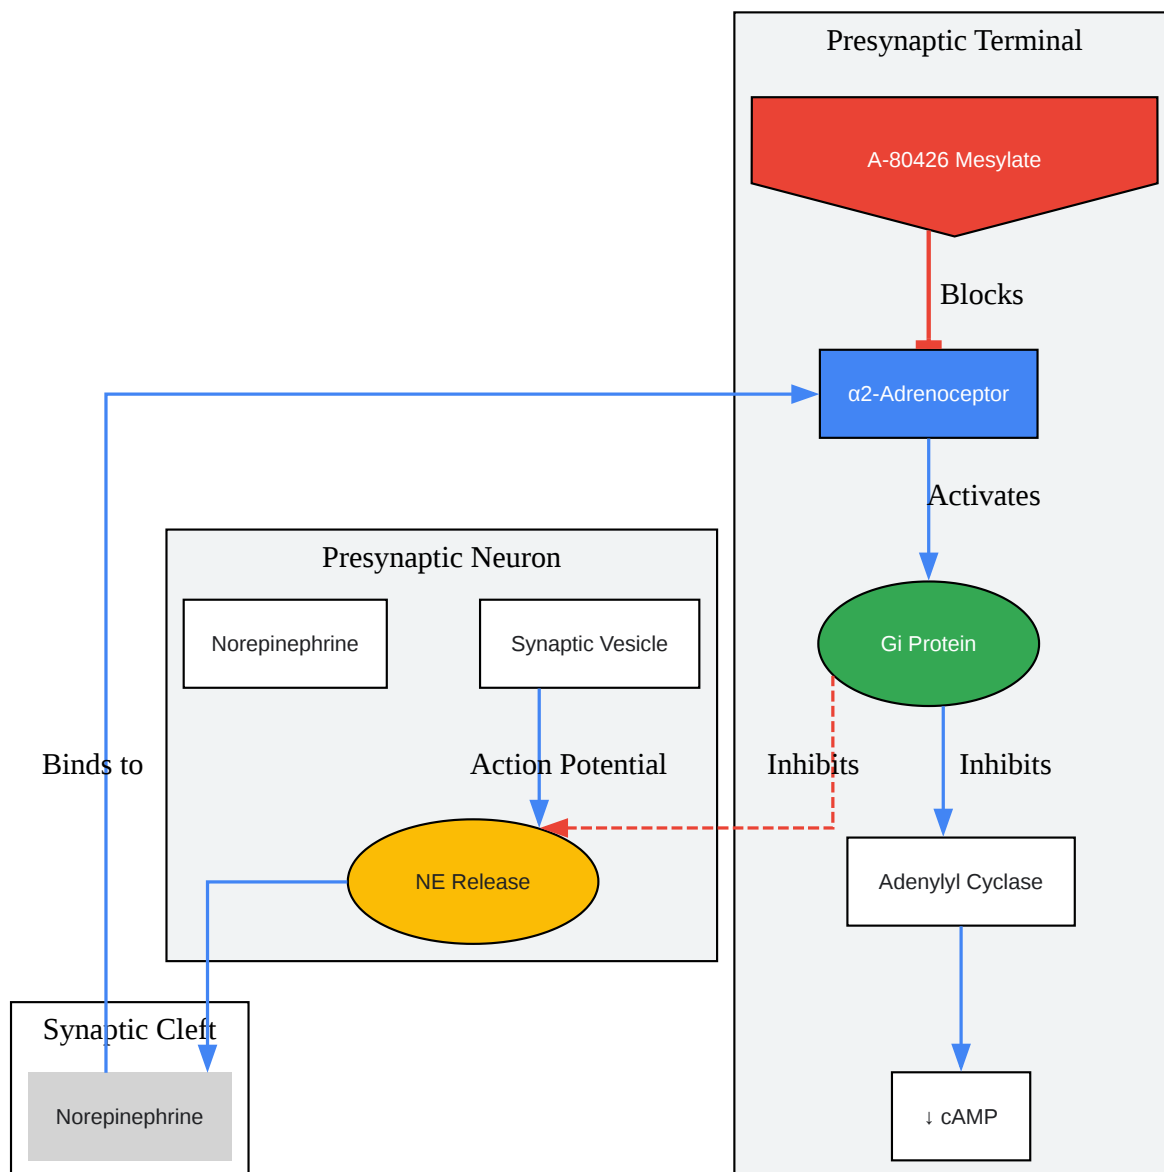 Presynaptic Terminal
A-80426 Mesylate
Blocks
α2-Adrenoceptor
Activates
Presynaptic Neuron
Norepinephrine
Synaptic Vesicle
Gi Protein
Binds to
Action Potential
Inhibits
Inhibits
NE Release
Adenylyl Cyclase
Synaptic Cleft
Norepinephrine
↓ cAMP